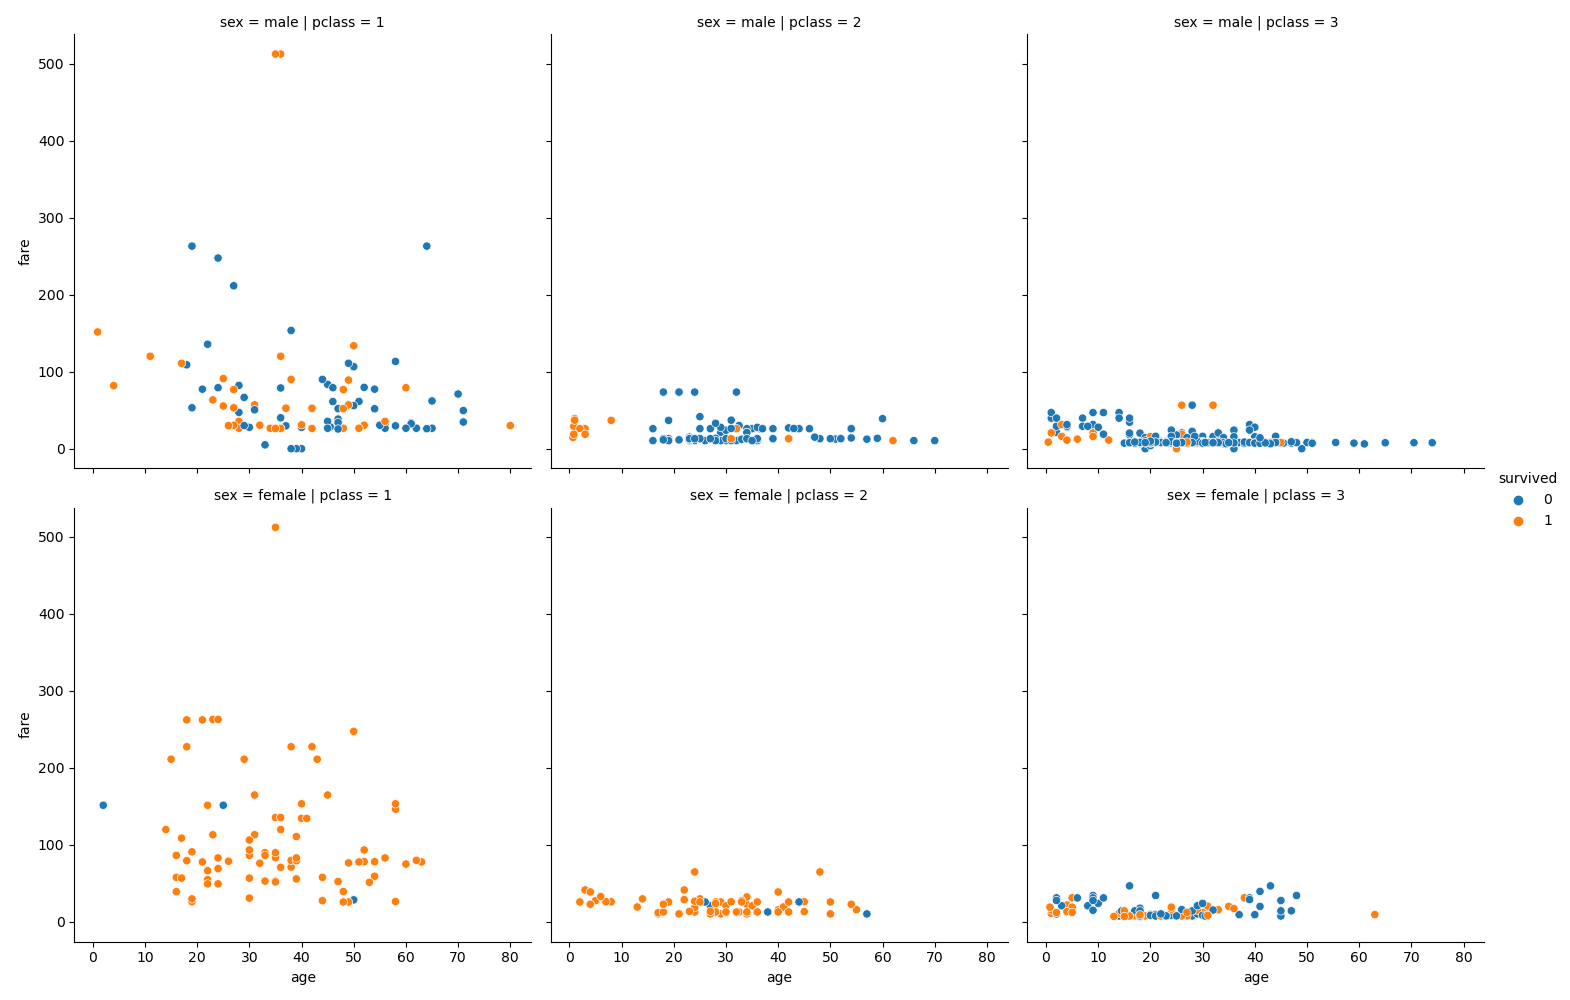 sex = male | pclass = 1
sex = male | pclass = 2
sex = male | pclass = 3
500
400
300
200
100
0
fare
sex = female | pclass = 1
sex = female | pclass = 2
sex = female | pclass = 3
500
400
300
200
100
0
fare
0 10 20 30 40 50 60 70 80
age
0 10 20 30 40 50 60 70 80
age
0 10 20 30 40 50 60 70 80
age
survived
0
1